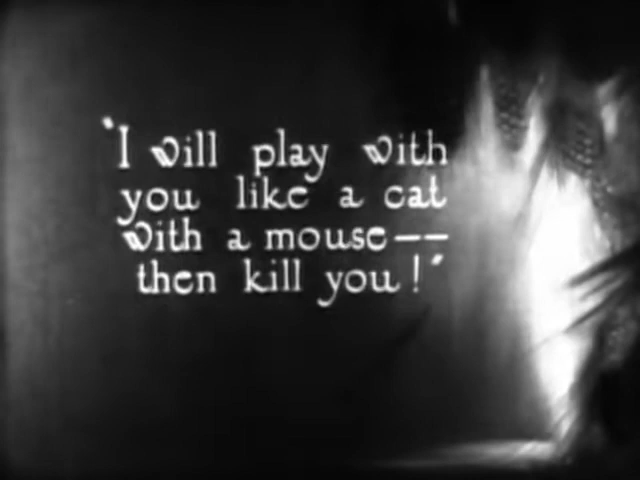 "I will play with
you like a cat
with a mouse--
then kill you!"